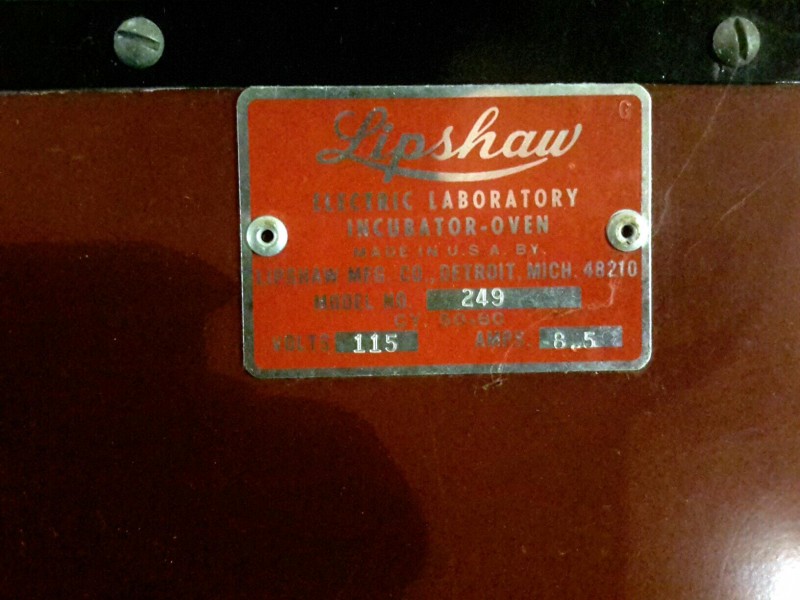 G
Lipshaw
ELECTRIC LABORATORY
INCUBATOR-OVEN
MADE IN U.S.A. BY.
LIPSHAW MFG. CO., DETROIT, MICH. 48210
MODEL NO. 249
CY. 50-60
VOLTS 115 AMPS. 8.5